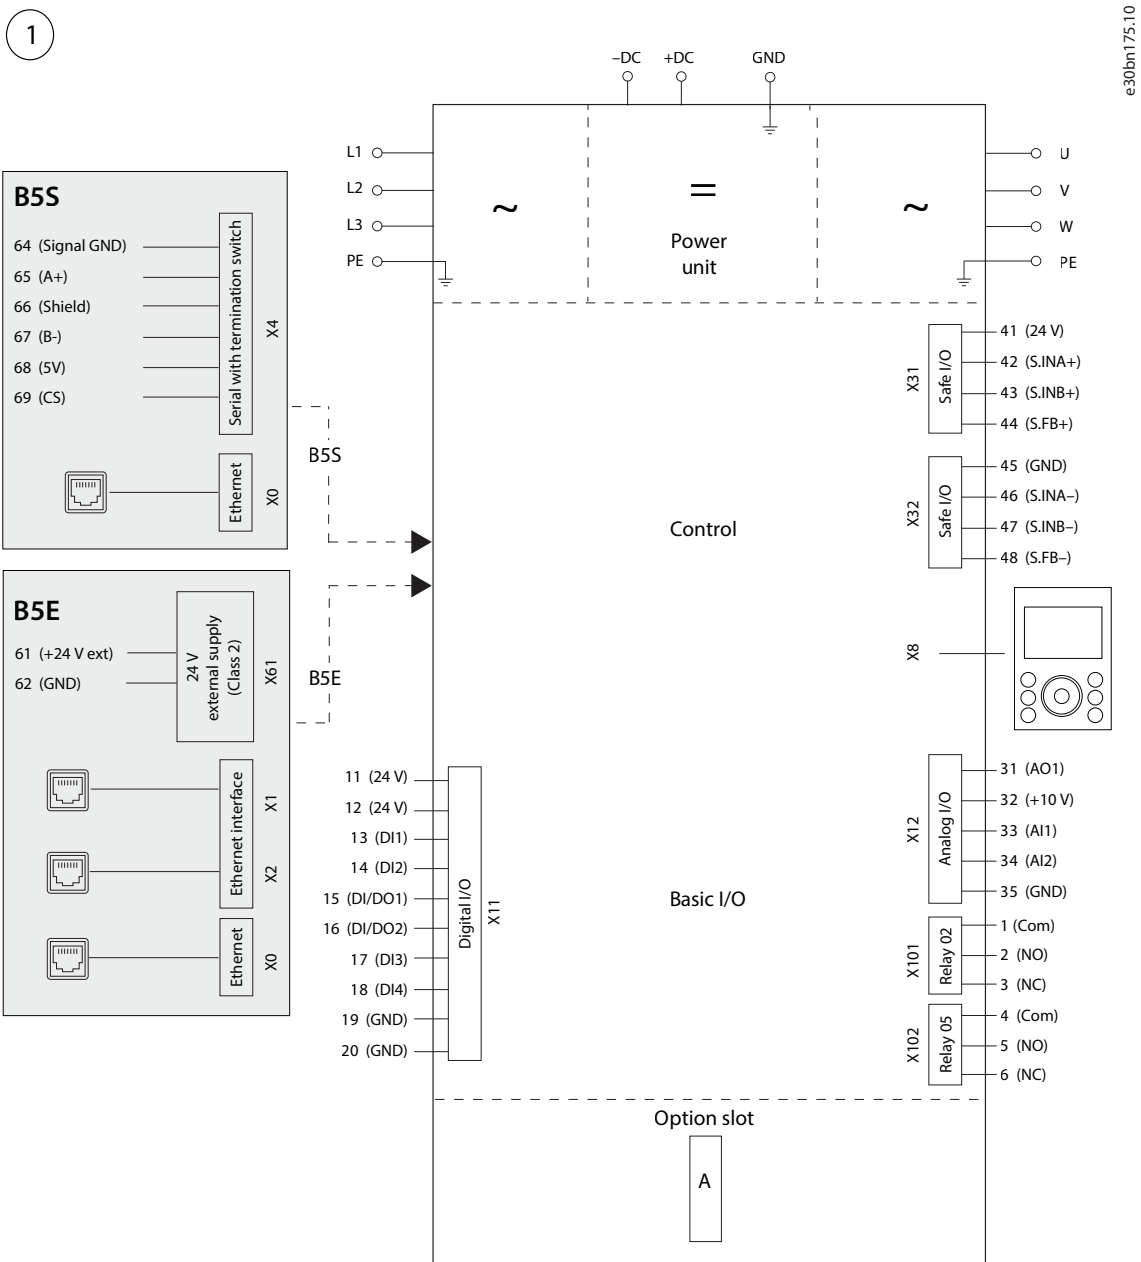 1
e30bn175.10
–DC
+DC
GND
L1
L2
L3
PE
~
=
~
Power
unit
U
V
W
PE
B5S
64 (Signal GND)
65 (A+)
66 (Shield)
67 (B-)
68 (5V)
69 (CS)
Serial with termination switch
X4
Ethernet
X0
B5S
B5E
61 (+24 V ext)
62 (GND)
24 V
external supply
(Class 2)
X61
Ethernet interface
X1
X2
Ethernet
X0
B5E
Control
X31
Safe I/O
41 (24 V)
42 (S.INA+)
43 (S.INB+)
44 (S.FB+)
X32
Safe I/O
45 (GND)
46 (S.INA–)
47 (S.INB–)
48 (S.FB–)
X8
11 (24 V)
12 (24 V)
13 (DI1)
14 (DI2)
15 (DI/DO1)
16 (DI/DO2)
17 (DI3)
18 (DI4)
19 (GND)
20 (GND)
Digital I/O
X11
Basic I/O
X12
Analog I/O
31 (AO1)
32 (+10 V)
33 (AI1)
34 (AI2)
35 (GND)
X101
Relay 02
1 (Com)
2 (NO)
3 (NC)
X102
Relay 05
4 (Com)
5 (NO)
6 (NC)
Option slot
A